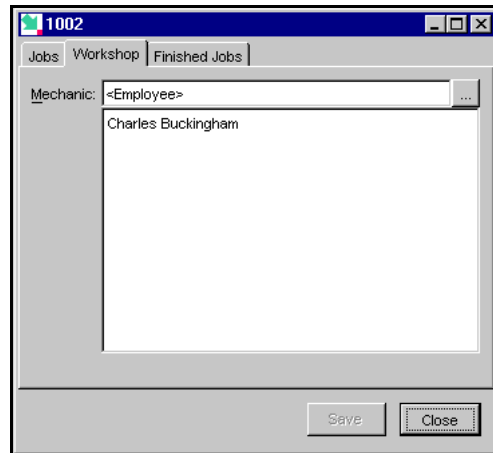 1002
Jobs Workshop Finished Jobs
Mechanic: <Employee> ...
Charles Buckingham
Save Close